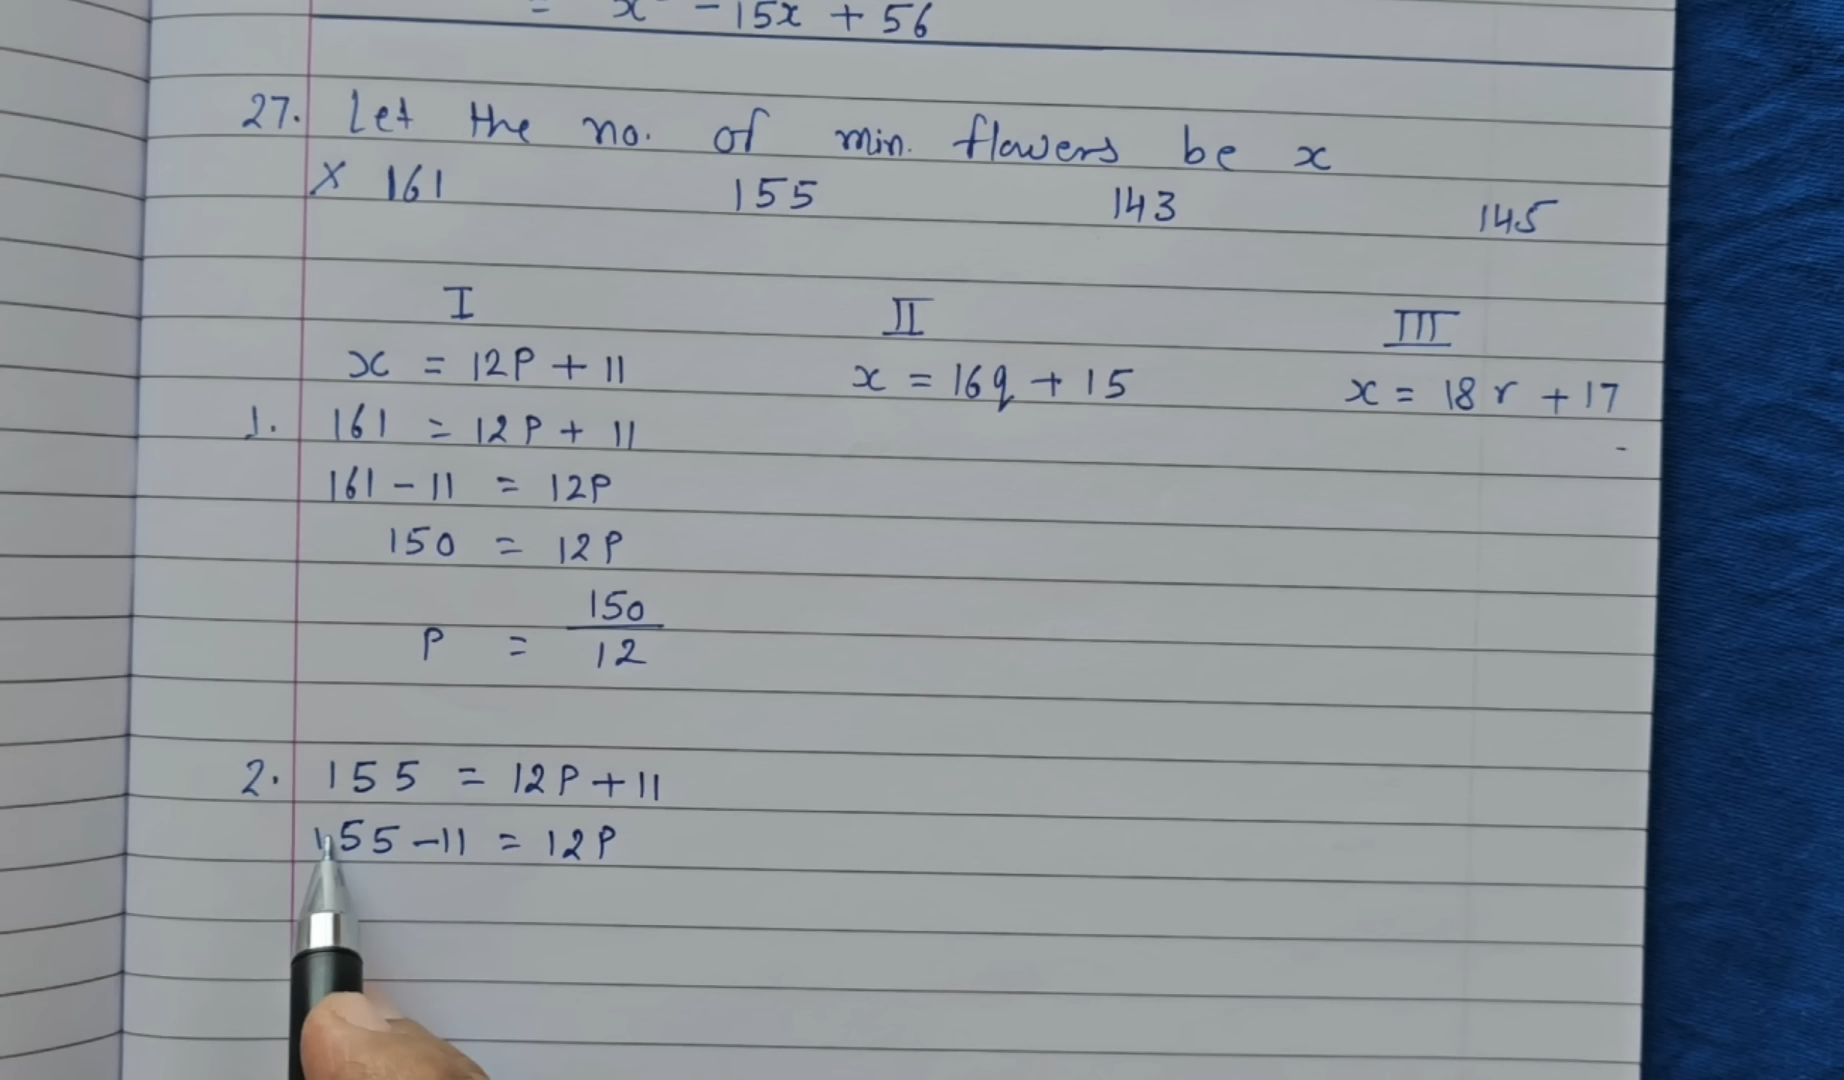 = x - 15x + 56
27. Let the no. of min. flowers be x
X 161 155 143 145
I II III
x = 12P + 11 x = 16q + 15 x = 18r + 17
1. 161 = 12P + 11
161 - 11 = 12P
150 = 12P
P = 150/12
2. 155 = 12P + 11
155 - 11 = 12P